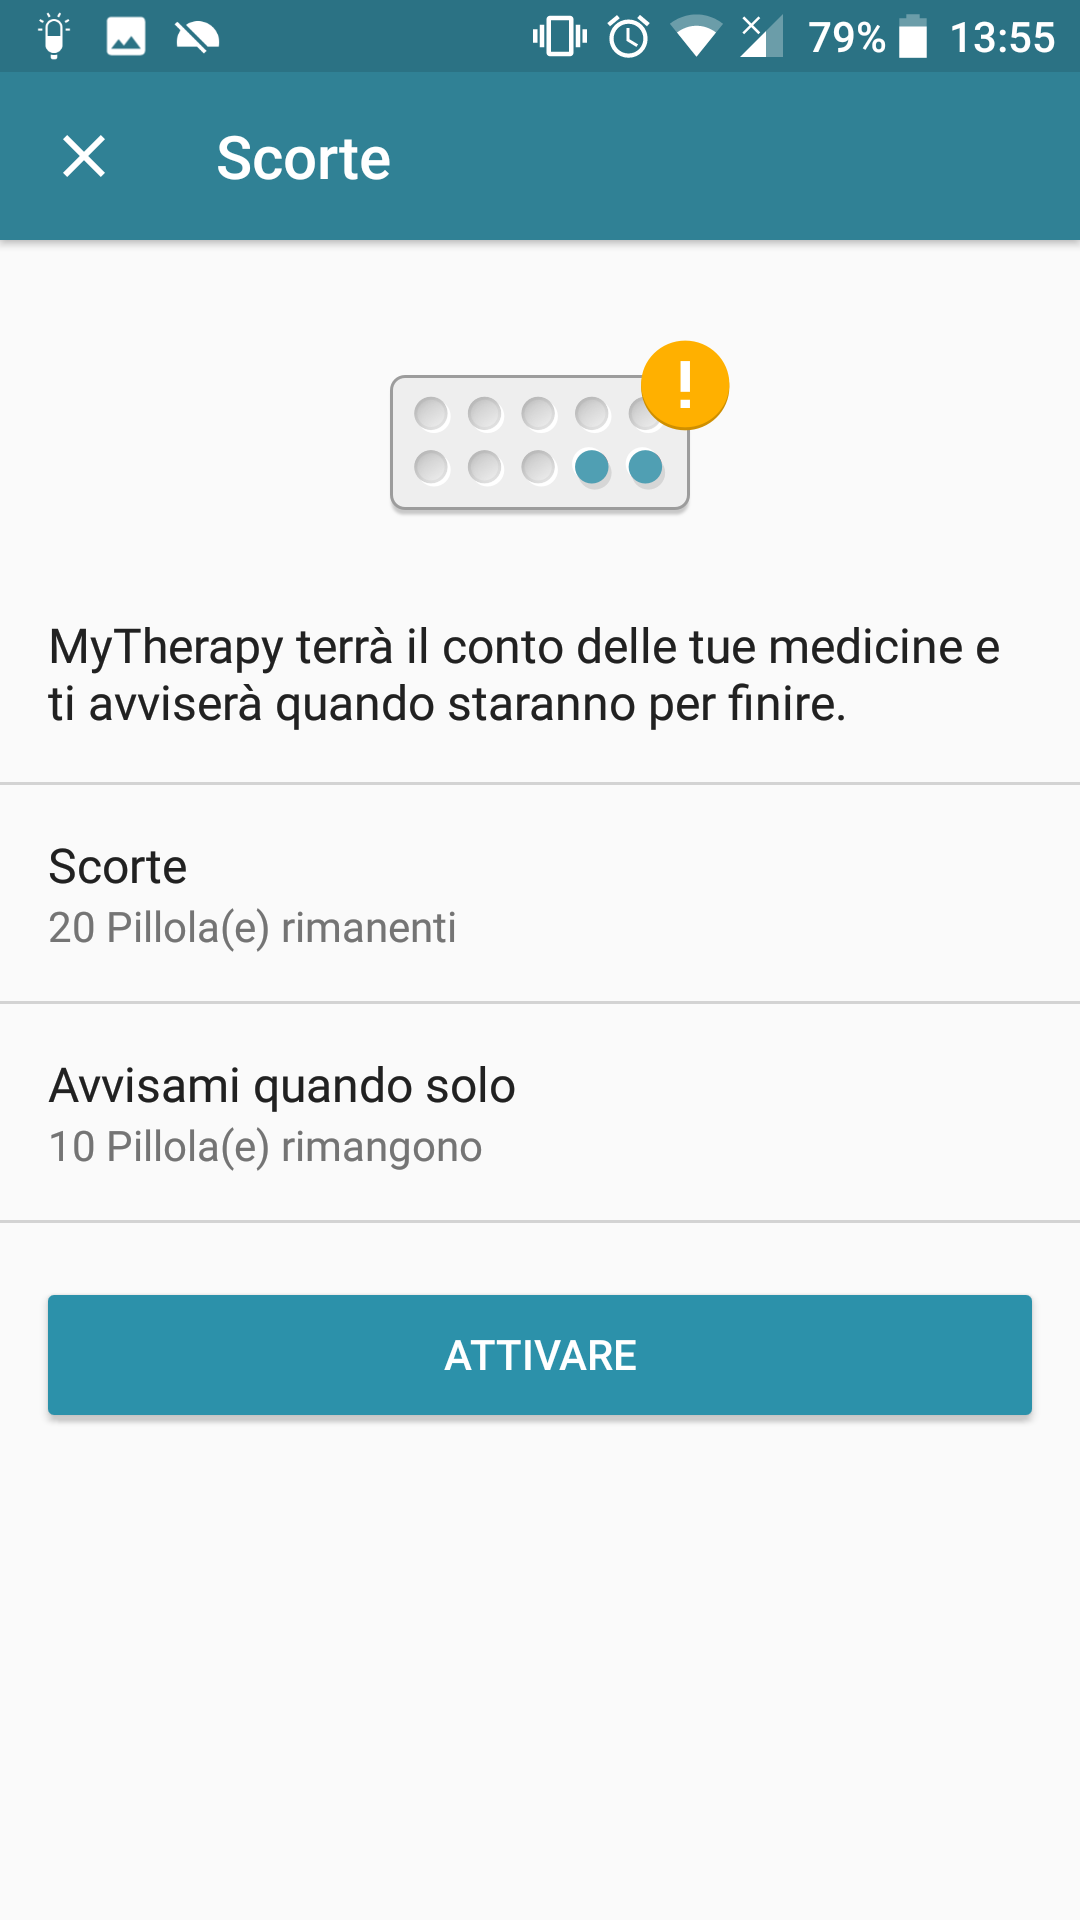 79% 13:55
Scorte
MyTherapy terrà il conto delle tue medicine e
ti avviserà quando staranno per finire.
Scorte
20 Pillola(e) rimanenti
Avvisami quando solo
10 Pillola(e) rimangono
ATTIVARE